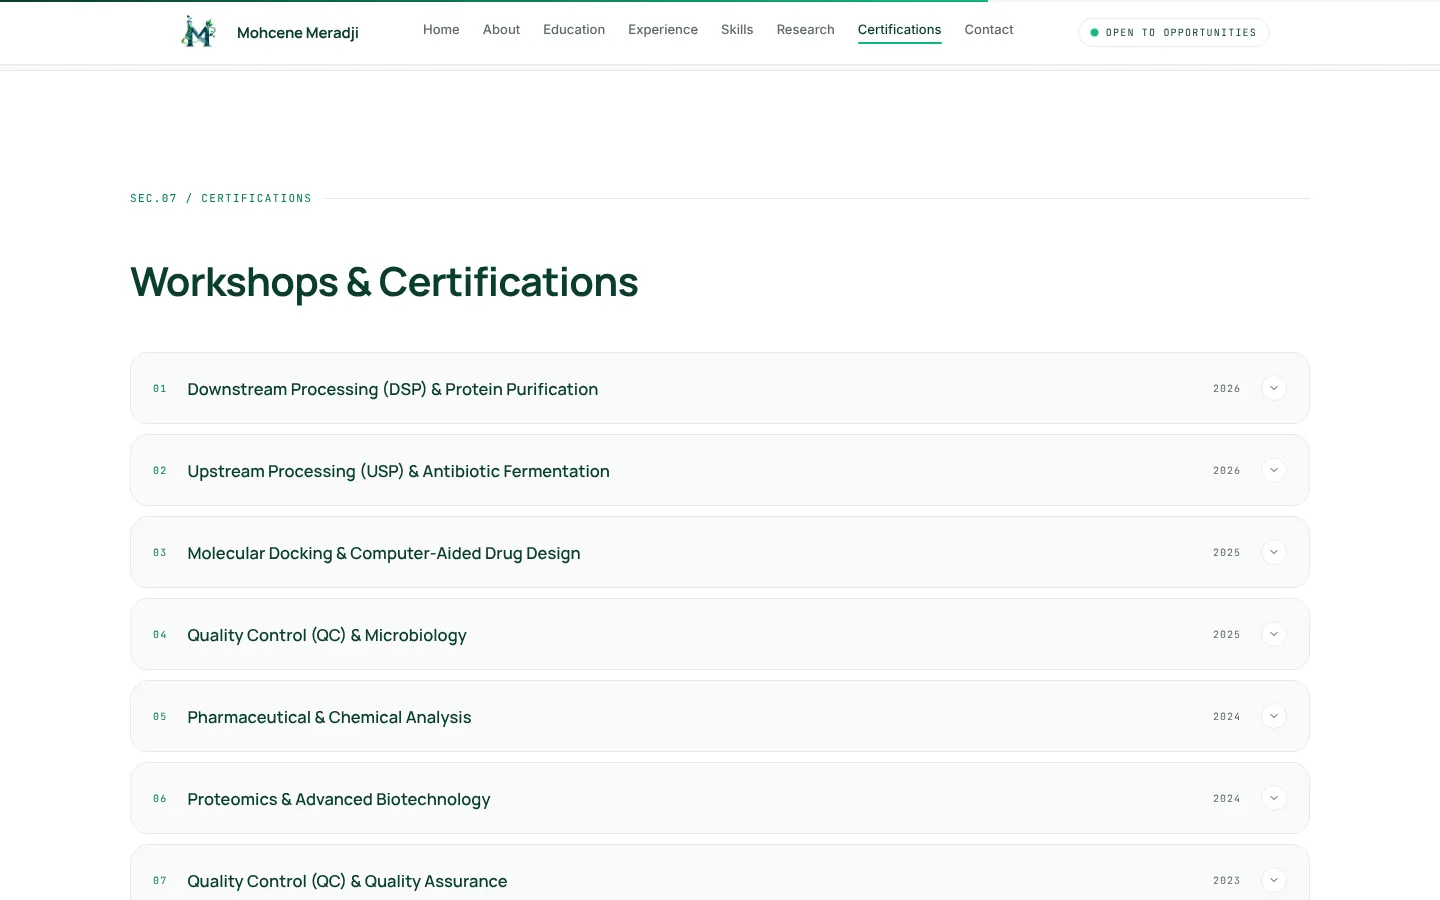 Mohcene Meradji
Home About Education Experience Skills Research Certifications Contact
OPEN TO OPPORTUNITIES
SEC.07 / CERTIFICATIONS
Workshops & Certifications
01 Downstream Processing (DSP) & Protein Purification 2026
02 Upstream Processing (USP) & Antibiotic Fermentation 2026
03 Molecular Docking & Computer-Aided Drug Design 2025
04 Quality Control (QC) & Microbiology 2025
05 Pharmaceutical & Chemical Analysis 2024
06 Proteomics & Advanced Biotechnology 2024
07 Quality Control (QC) & Quality Assurance 2023